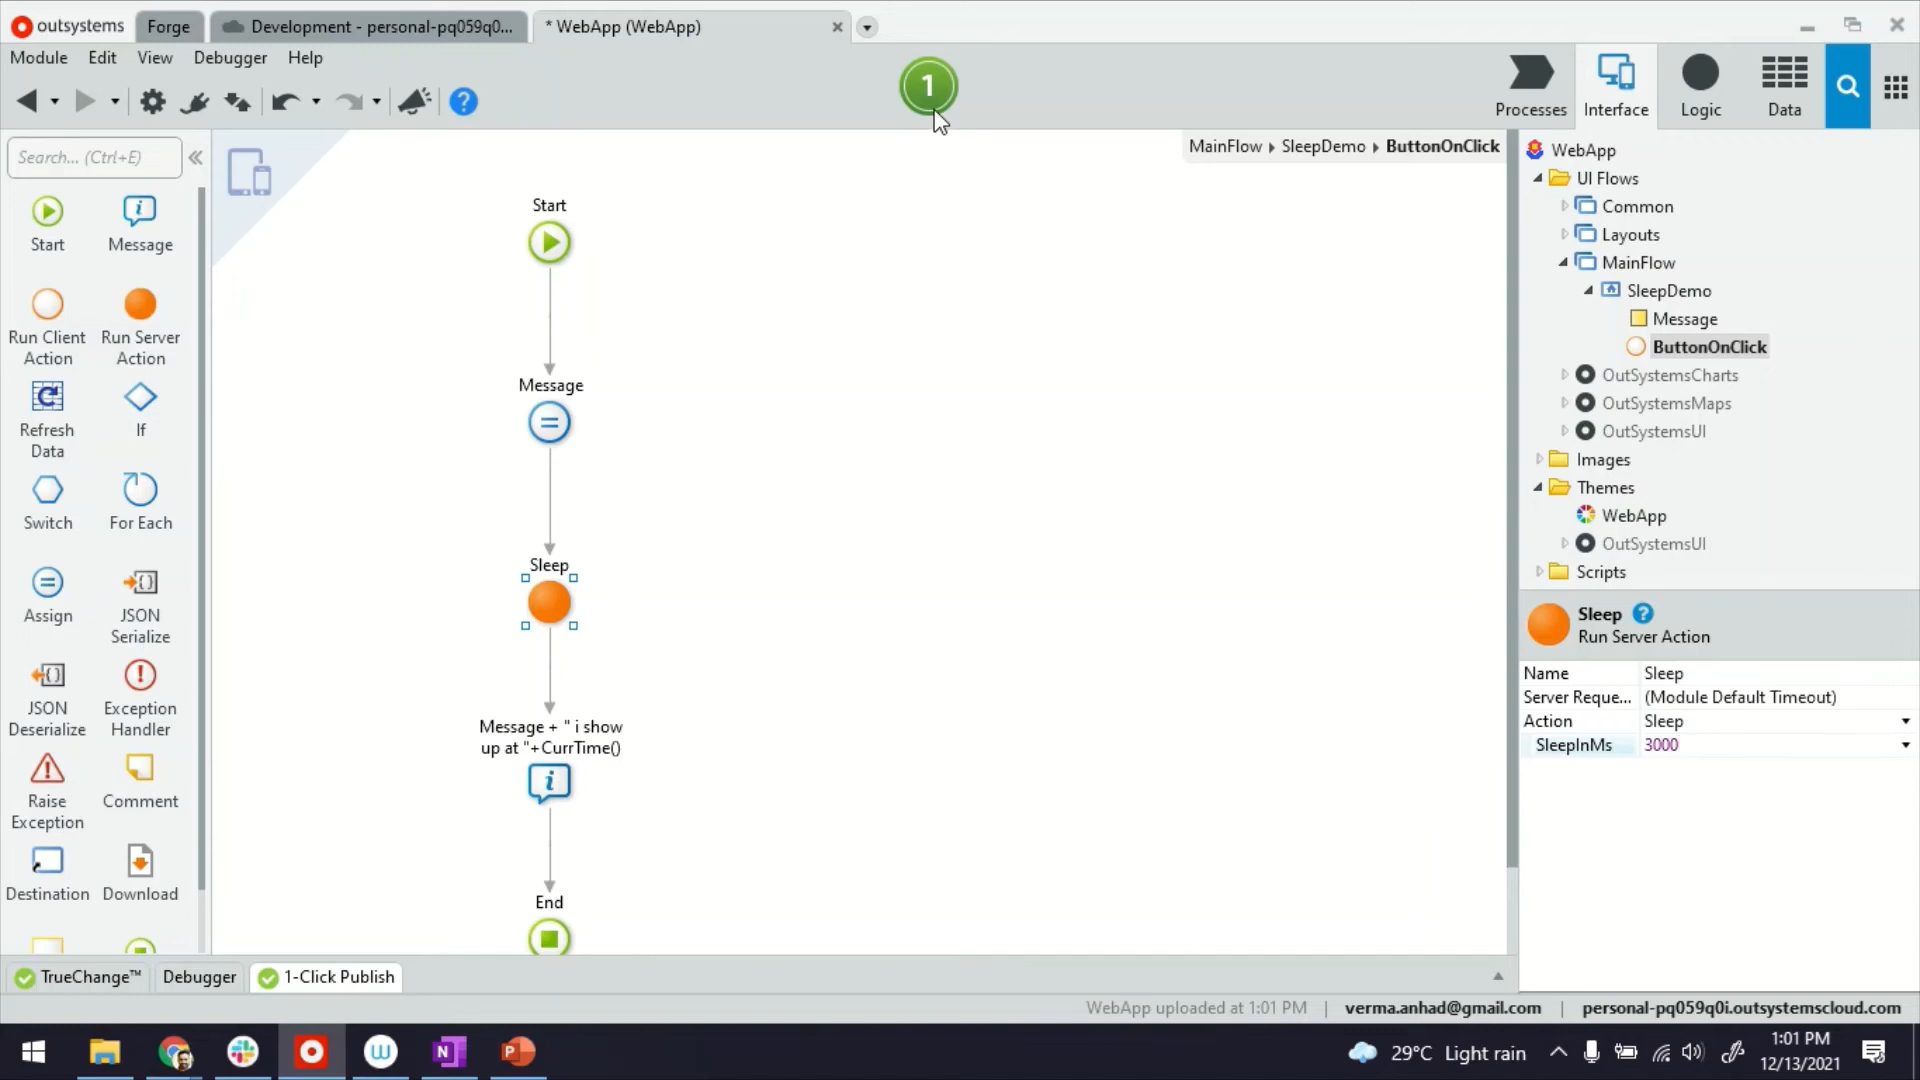 outsystems
Forge
Development - personal-pq059q0...
* WebApp (WebApp)
Module Edit View Debugger Help
1
Processes
Interface
Logic
Data
Search... (Ctrl+E)
MainFlow SleepDemo ButtonOnClick
Start
Message
Run Client Action
Run Server Action
Refresh Data
If
Switch
For Each
Assign
JSON Serialize
JSON Deserialize
Exception Handler
Raise Exception
Comment
Destination
Download
Start
Message
Sleep
Message + " i show
up at "+CurrTime()
End
WebApp
UI Flows
Common
Layouts
MainFlow
SleepDemo
Message
ButtonOnClick
OutSystemsCharts
OutSystemsMaps
OutSystemsUI
Images
Themes
WebApp
OutSystemsUI
Scripts
Sleep
Run Server Action
Name Sleep
Server Reque... (Module Default Timeout)
Action Sleep
SleepInMs 3000
TrueChange™ Debugger 1-Click Publish
WebApp uploaded at 1:01 PM | verma.anhad@gmail.com | personal-pq059q0i.outsystemscloud.com
29°C Light rain
1:01 PM
12/13/2021